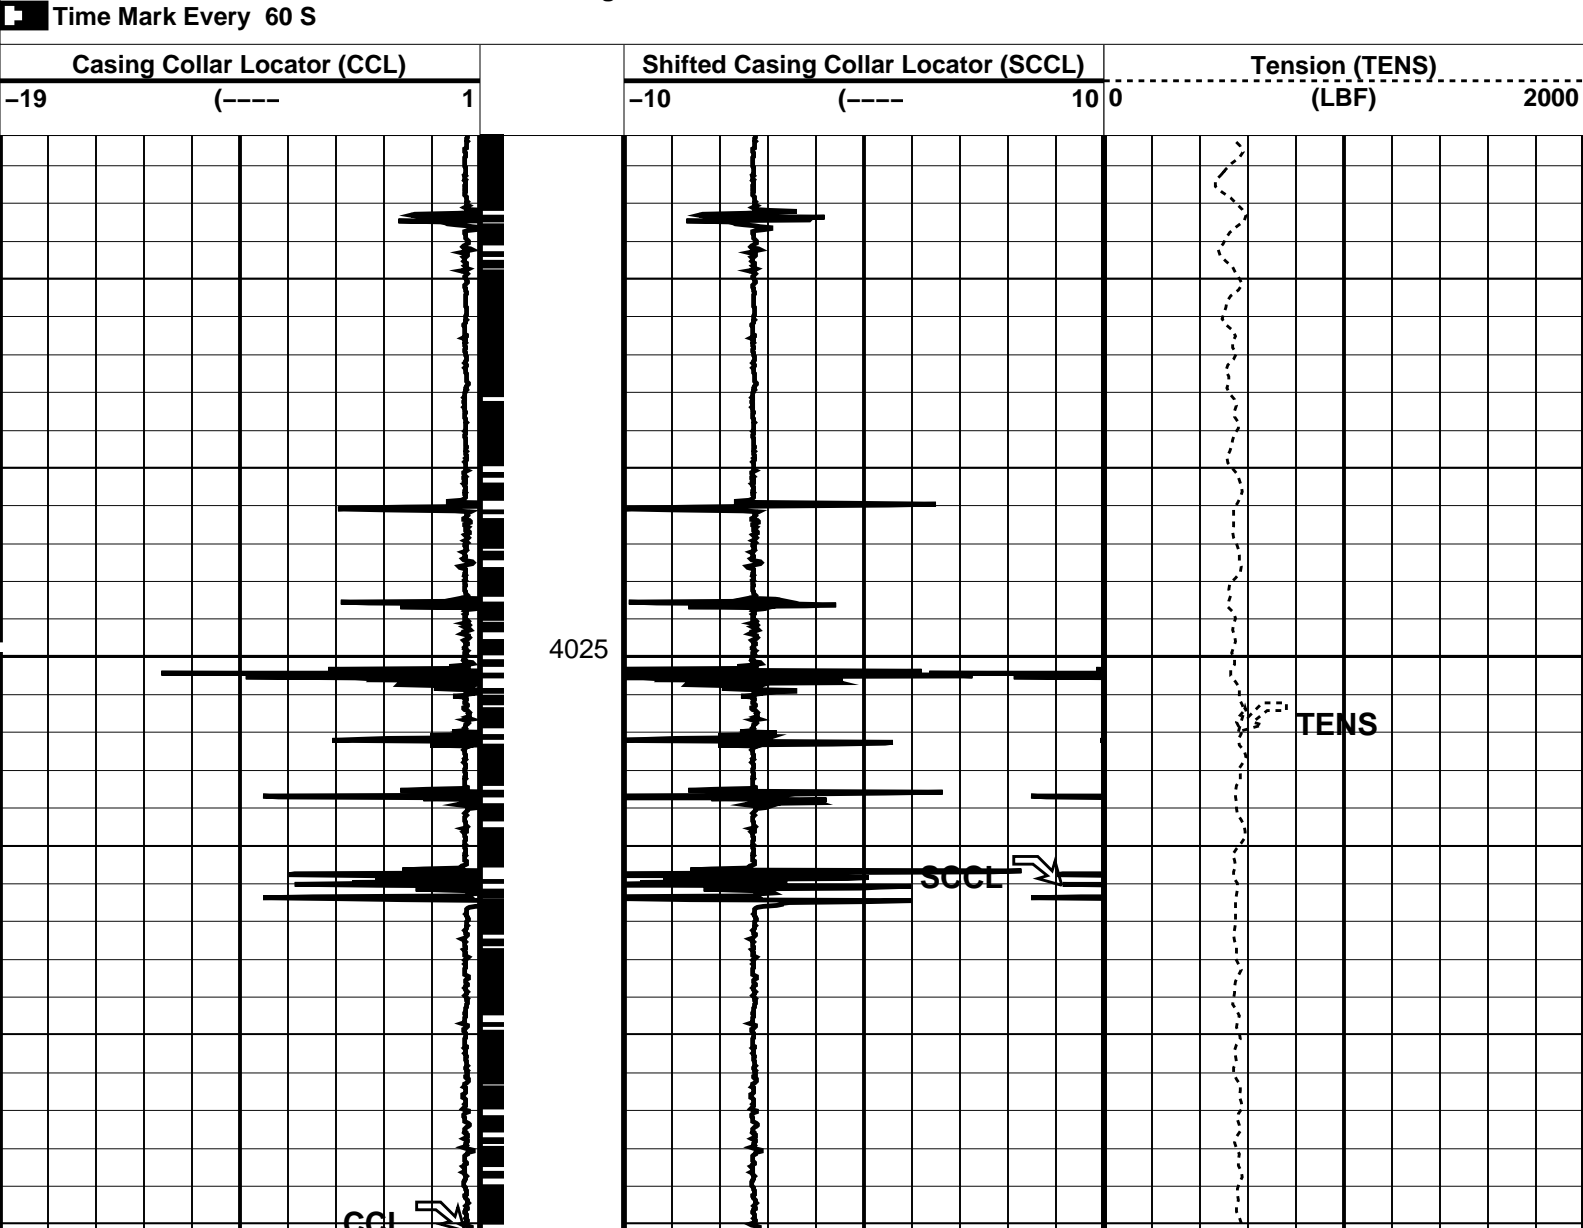 Time Mark Every 60 S
Casing Collar Locator (CCL)
Shifted Casing Collar Locator (SCCL)
Tension (TENS)
−19 (−−−− 1
−10 (−−−− 10
0 (LBF) 2000
4025
TENS
SCCL
CCL